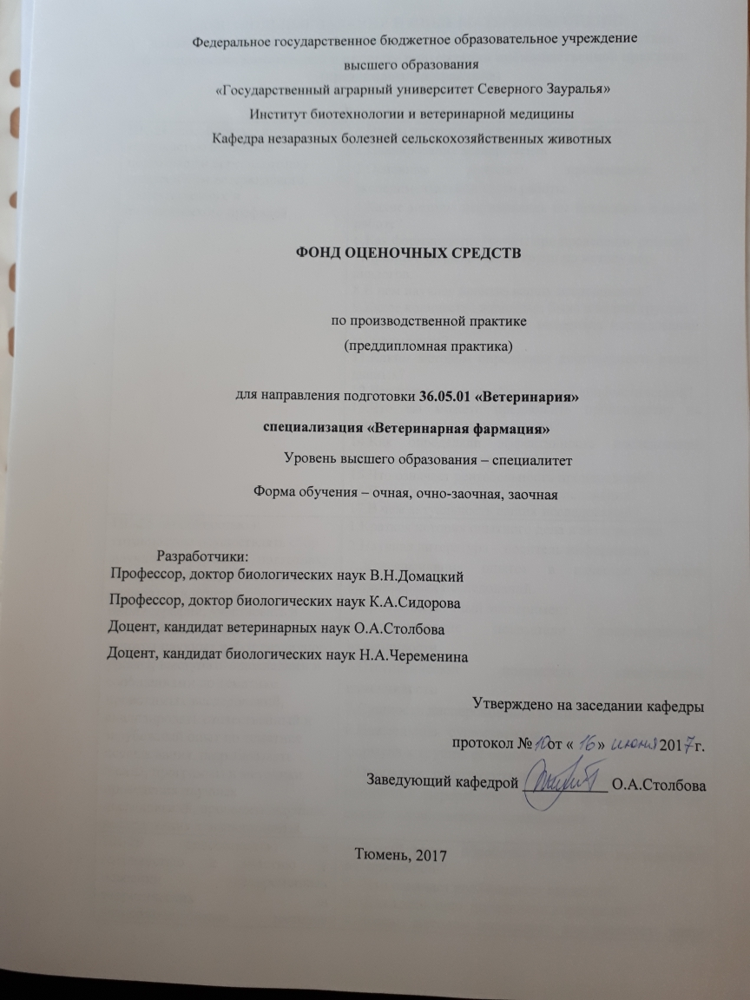 Федеральное государственное бюджетное образовательное учреждение
высшего образования
«Государственный аграрный университет Северного Зауралья»
Институт биотехнологии и ветеринарной медицины
Кафедра незаразных болезней сельскохозяйственных животных
ФОНД ОЦЕНОЧНЫХ СРЕДСТВ
по производственной практике
(преддипломная практика)
для направления подготовки 36.05.01 «Ветеринария»
специализация «Ветеринарная фармация»
Уровень высшего образования – специалитет
Форма обучения – очная, очно-заочная, заочная
Разработчики:
Профессор, доктор биологических наук В.Н.Домацкий
Профессор, доктор биологических наук К.А.Сидорова
Доцент, кандидат ветеринарных наук О.А.Столбова
Доцент, кандидат биологических наук Н.А.Череменина
Утверждено на заседании кафедры
протокол №10от « 16 » июня 2017г.
Заведующий кафедрой ____________ О.А.Столбова
Тюмень, 2017